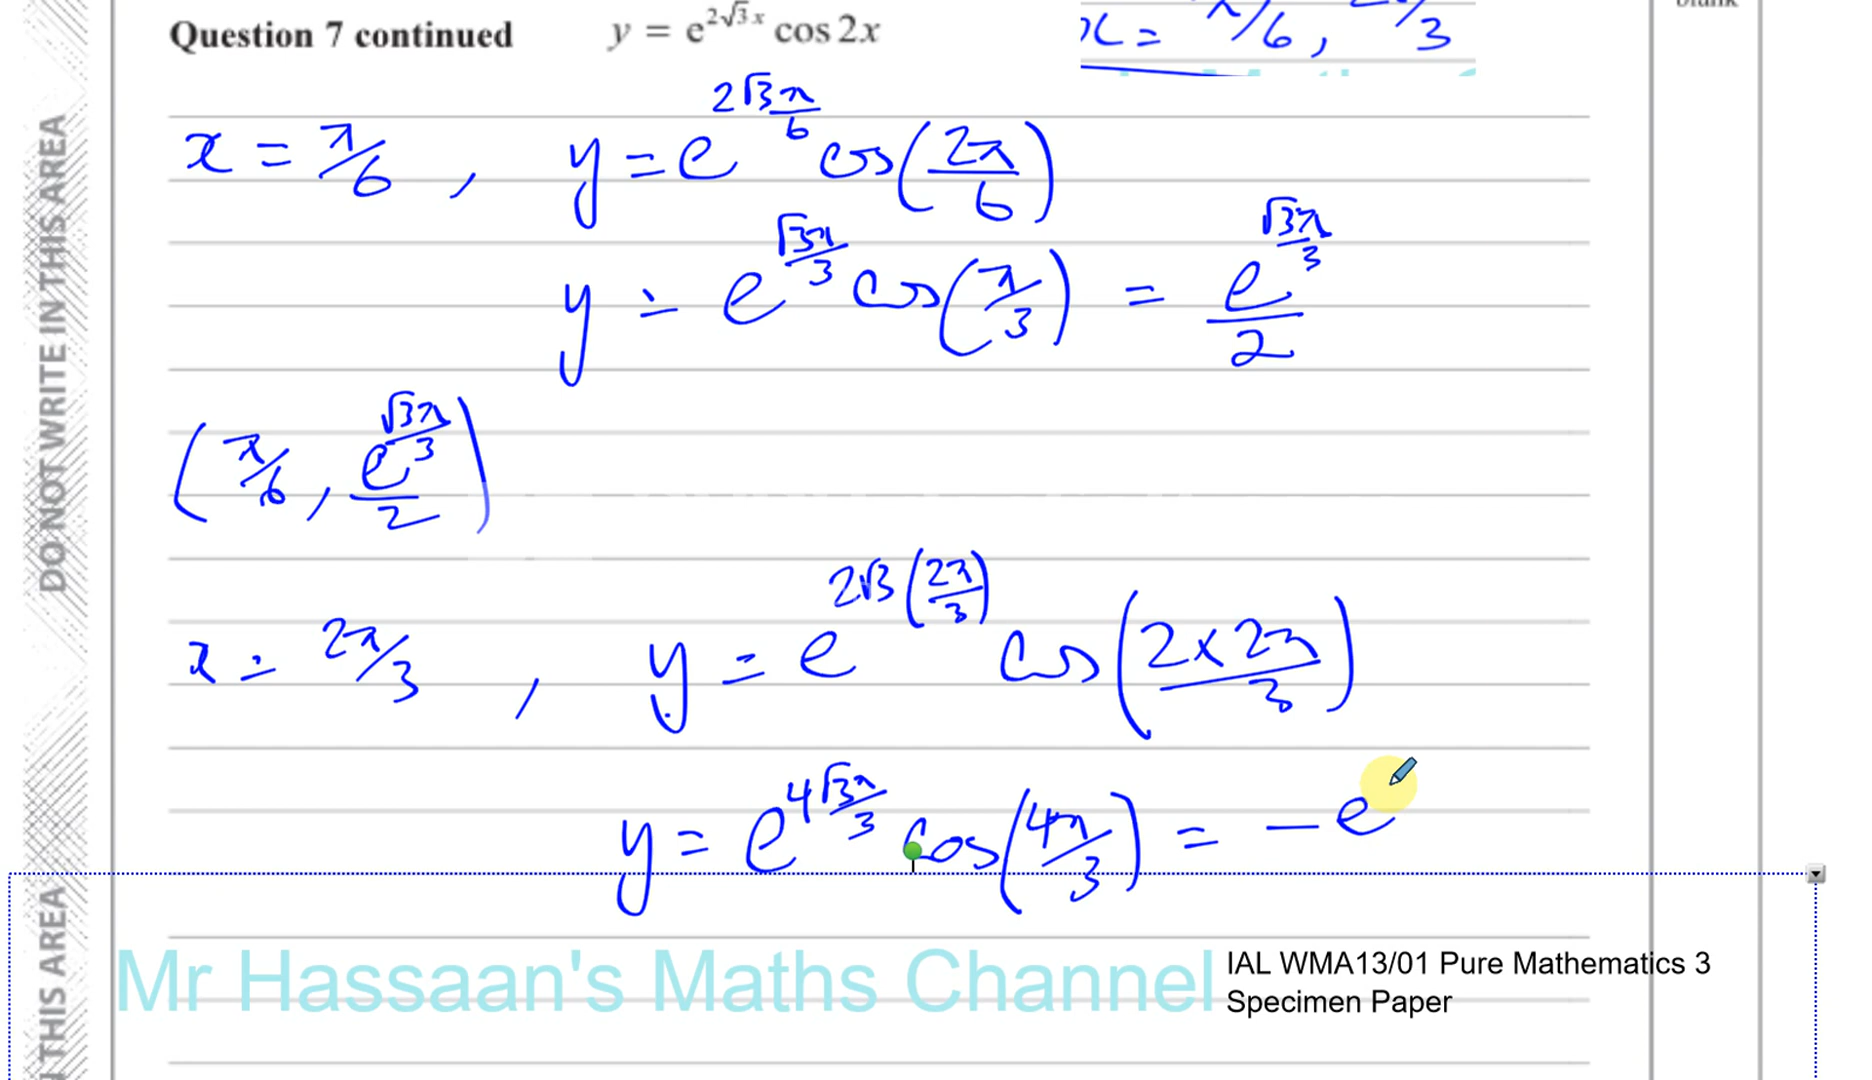 Question 7 continued y = e^{2√3x} cos 2x x = π/6, 2π/3
x = π/6 , y = e^{2√3π/6} cos(2π/6)
y = e^{√3π/3} cos(π/3) = e^{√3π/3}/2
(π/6, e^{√3π/3}/2)
x = 2π/3 , y = e^{2√3(2π/3)} cos(2×2π/3)
y = e^{4√3π/3} cos(4π/3) = −e
Mr Hassaan's Maths Channel
IAL WMA13/01 Pure Mathematics 3
Specimen Paper
DO NOT WRITE IN THIS AREA
THIS AREA